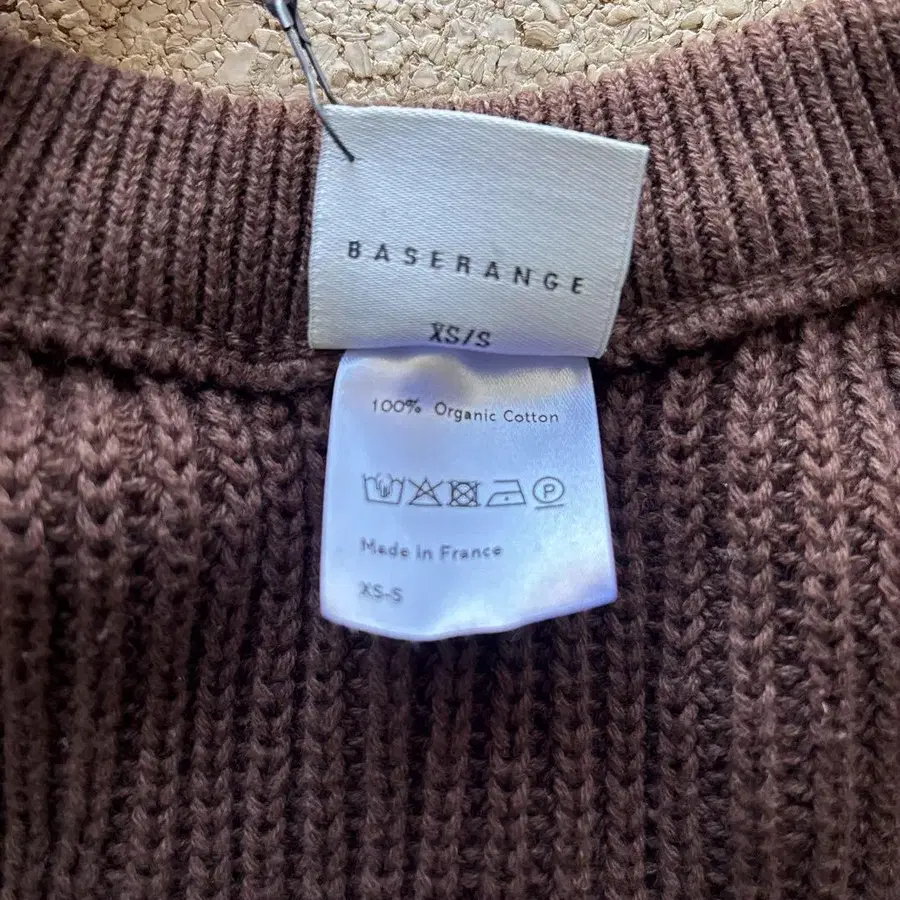 BASERANGE
XS/S
100% Organic Cotton
P
Made in France
XS-S